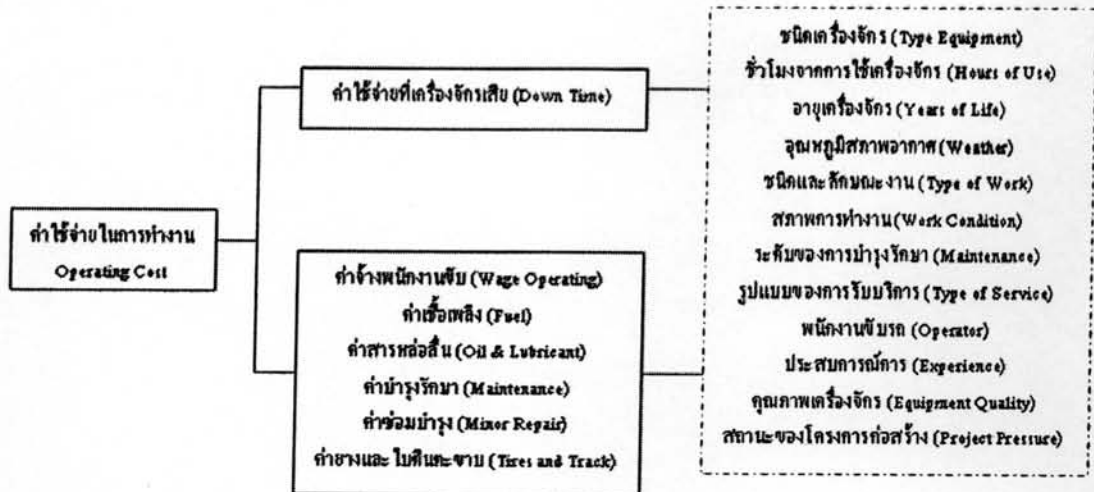 ค่าใช้จ่ายในการทำงาน
Operating Cost
ค่าใช้จ่ายที่เครื่องจักรเสีย (Down Time)
ค่าจ้างพนักงานขับ (Wage Operating)
ค่าเชื้อเพลิง (Fuel)
ค่าสารหล่อลื่น (Oil & Lubricant)
ค่าบำรุงรักษา (Maintenance)
ค่าซ่อมบำรุง (Minor Repair)
ค่ายางและใบตีนตะขาบ (Tires and Track)
ชนิดเครื่องจักร (Type Equipment)
ชั่วโมงจากการใช้เครื่องจักร (Hours of Use)
อายุเครื่องจักร (Years of Life)
อุณหภูมิสภาพอากาศ (Weather)
ชนิดและลักษณะงาน (Type of Work)
สภาพการทำงาน (Work Condition)
ระดับของการบำรุงรักษา (Maintenance)
รูปแบบของการรับบริการ (Type of Service)
พนักงานขับรถ (Operator)
ประสบการณ์การ (Experience)
คุณภาพเครื่องจักร (Equipment Quality)
สถานะของโครงการก่อสร้าง (Project Pressure)